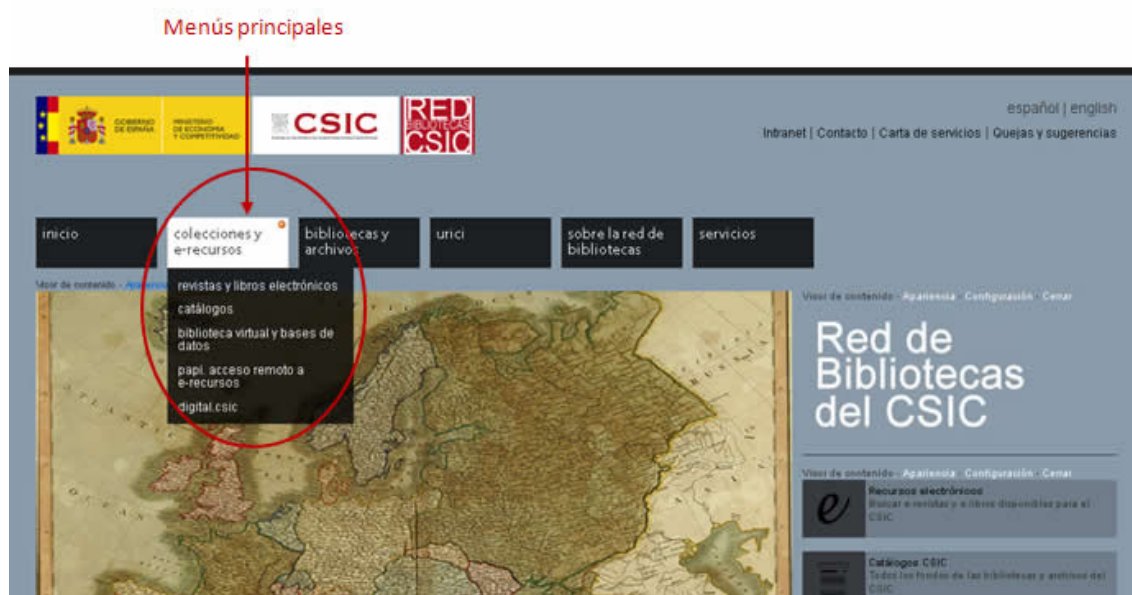 Menús principales
español | english
GOBIERNO
DE ESPAÑA
MINISTERIO
DE ECONOMÍA
Y COMPETITIVIDAD
CSIC
RED
BIBLIOTECAS
CSIC
Intranet | Contacto | Carta de servicios | Quejas y sugerencias
inicio
colecciones y
e-recursos
bibliotecas y
archivos
urici
sobre la red de
bibliotecas
servicios
Visor de contenido - Apariencia
revistas y libros electrónicos
catálogos
biblioteca virtual y bases de
datos
papi. acceso remoto a
e-recursos
digital.csic
Visor de contenido - Apariencia - Configuración - Cerrar
Red de
Bibliotecas
del CSIC
Visor de contenido - Apariencia - Configuración - Cerrar
e
Recursos electrónicos
Buscar e-revistas y e-libros disponibles para el
CSIC
Catálogos CSIC
Todos los fondos de las bibliotecas y archivos del
CSIC